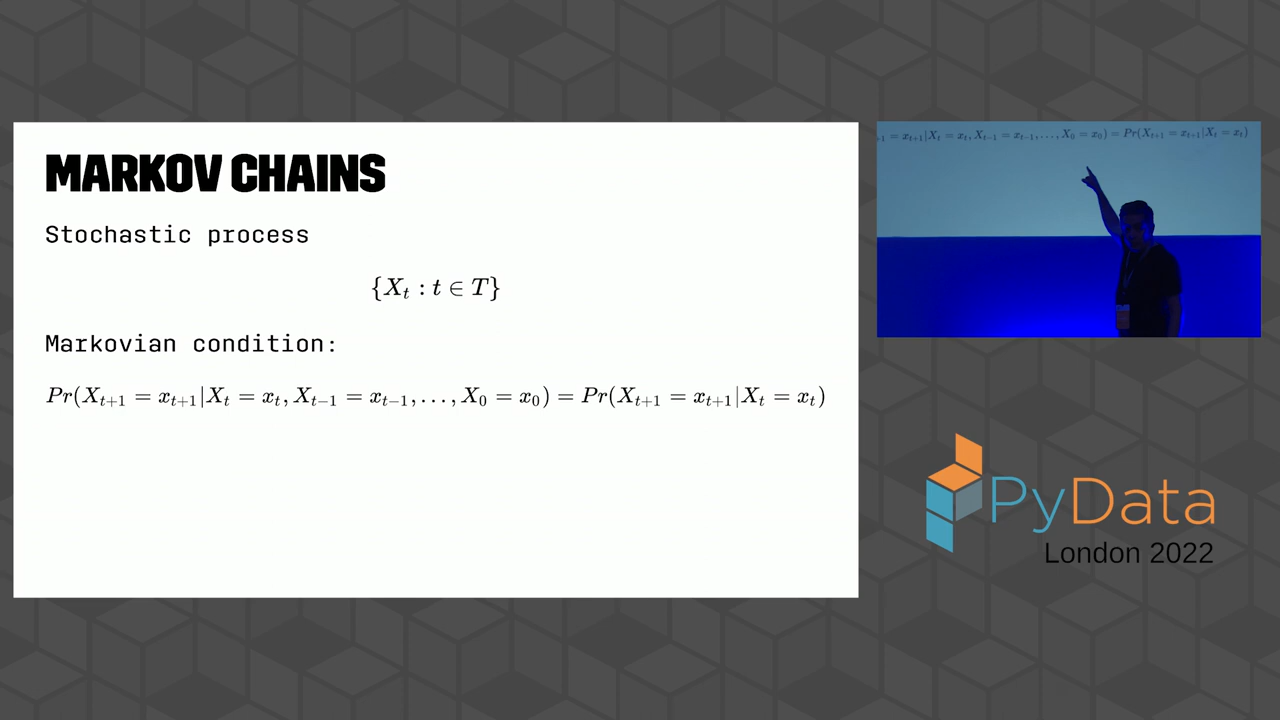 MARKOV CHAINS
Stochastic process
{X_t : t ∈ T}
Markovian condition:
Pr(X_{t+1} = x_{t+1}|X_t = x_t, X_{t−1} = x_{t−1}, . . . , X_0 = x_0) = Pr(X_{t+1} = x_{t+1}|X_t = x_t)
₊₁ = x_{t+1}|X_t = x_t, X_{t−1} = x_{t−1}, . . . , X_0 = x_0) = Pr(X_{t+1} = x_{t+1}|X_t = x_t)
PyData
London 2022